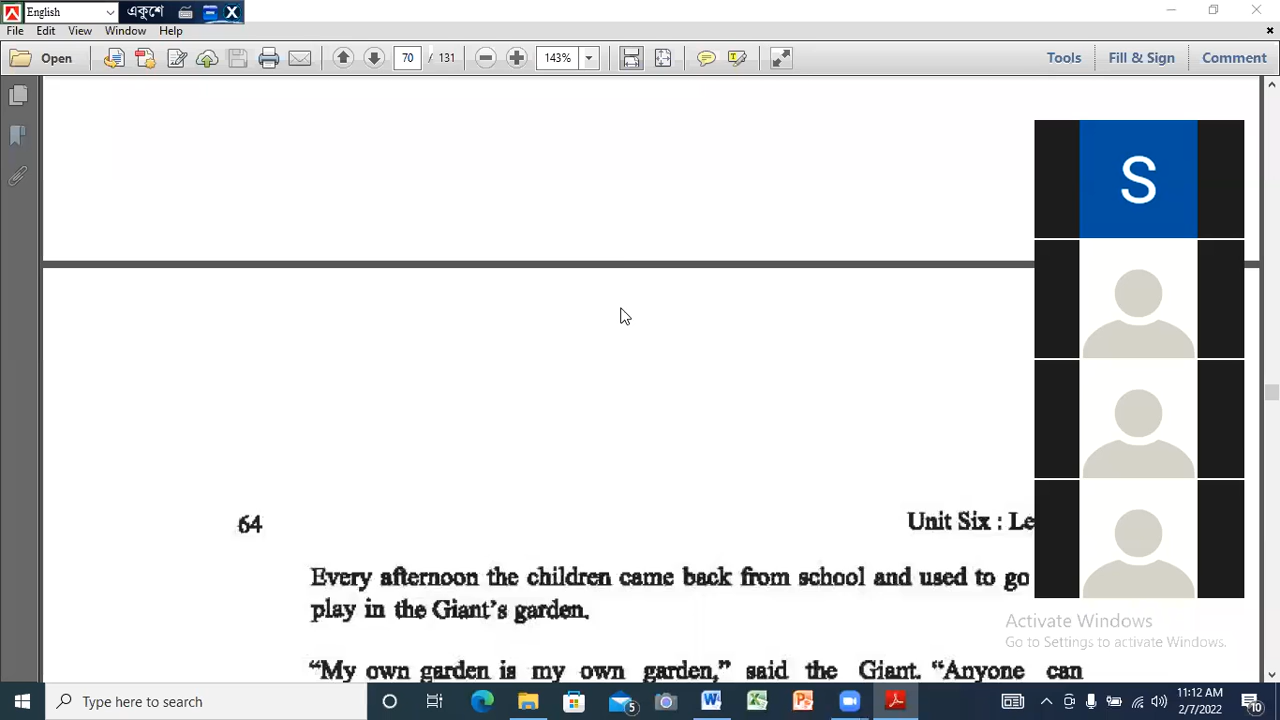 English একুশে
File Edit View Window Help
Open 70 / 131 143% Tools Fill & Sign Comment
S
64 Unit Six : Le
Every afternoon the children came back from school and used to go
play in the Giant's garden.
"My own garden is my own garden," said the Giant. "Anyone can
Activate Windows
Go to Settings to activate Windows.
Type here to search 5 11:12 AM
2/7/2022 10